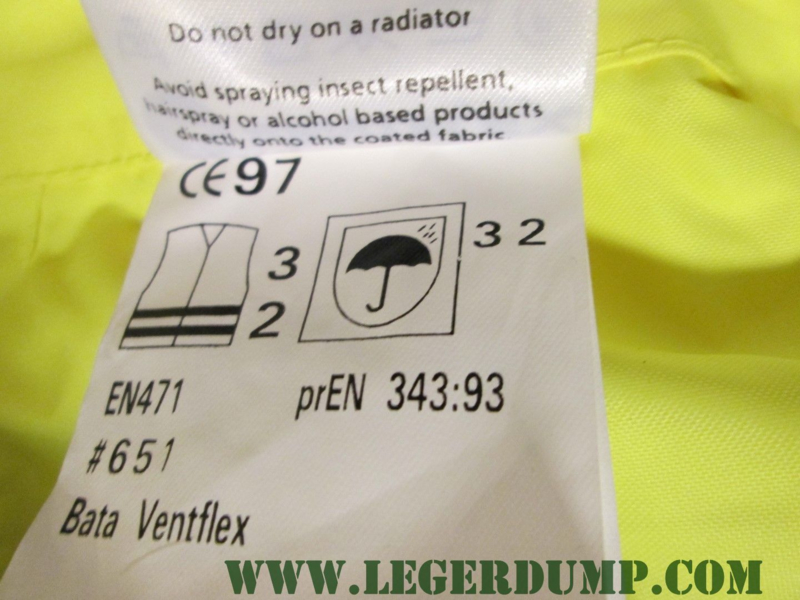 Do not dry on a radiator
Avoid spraying insect repellent,
hairspray or alcohol based products
directly onto the coated fabric
CE97
3
2
3 2
EN471
prEN 343:93
#651
Bata Ventflex
WWW.LEGERDUMP.COM